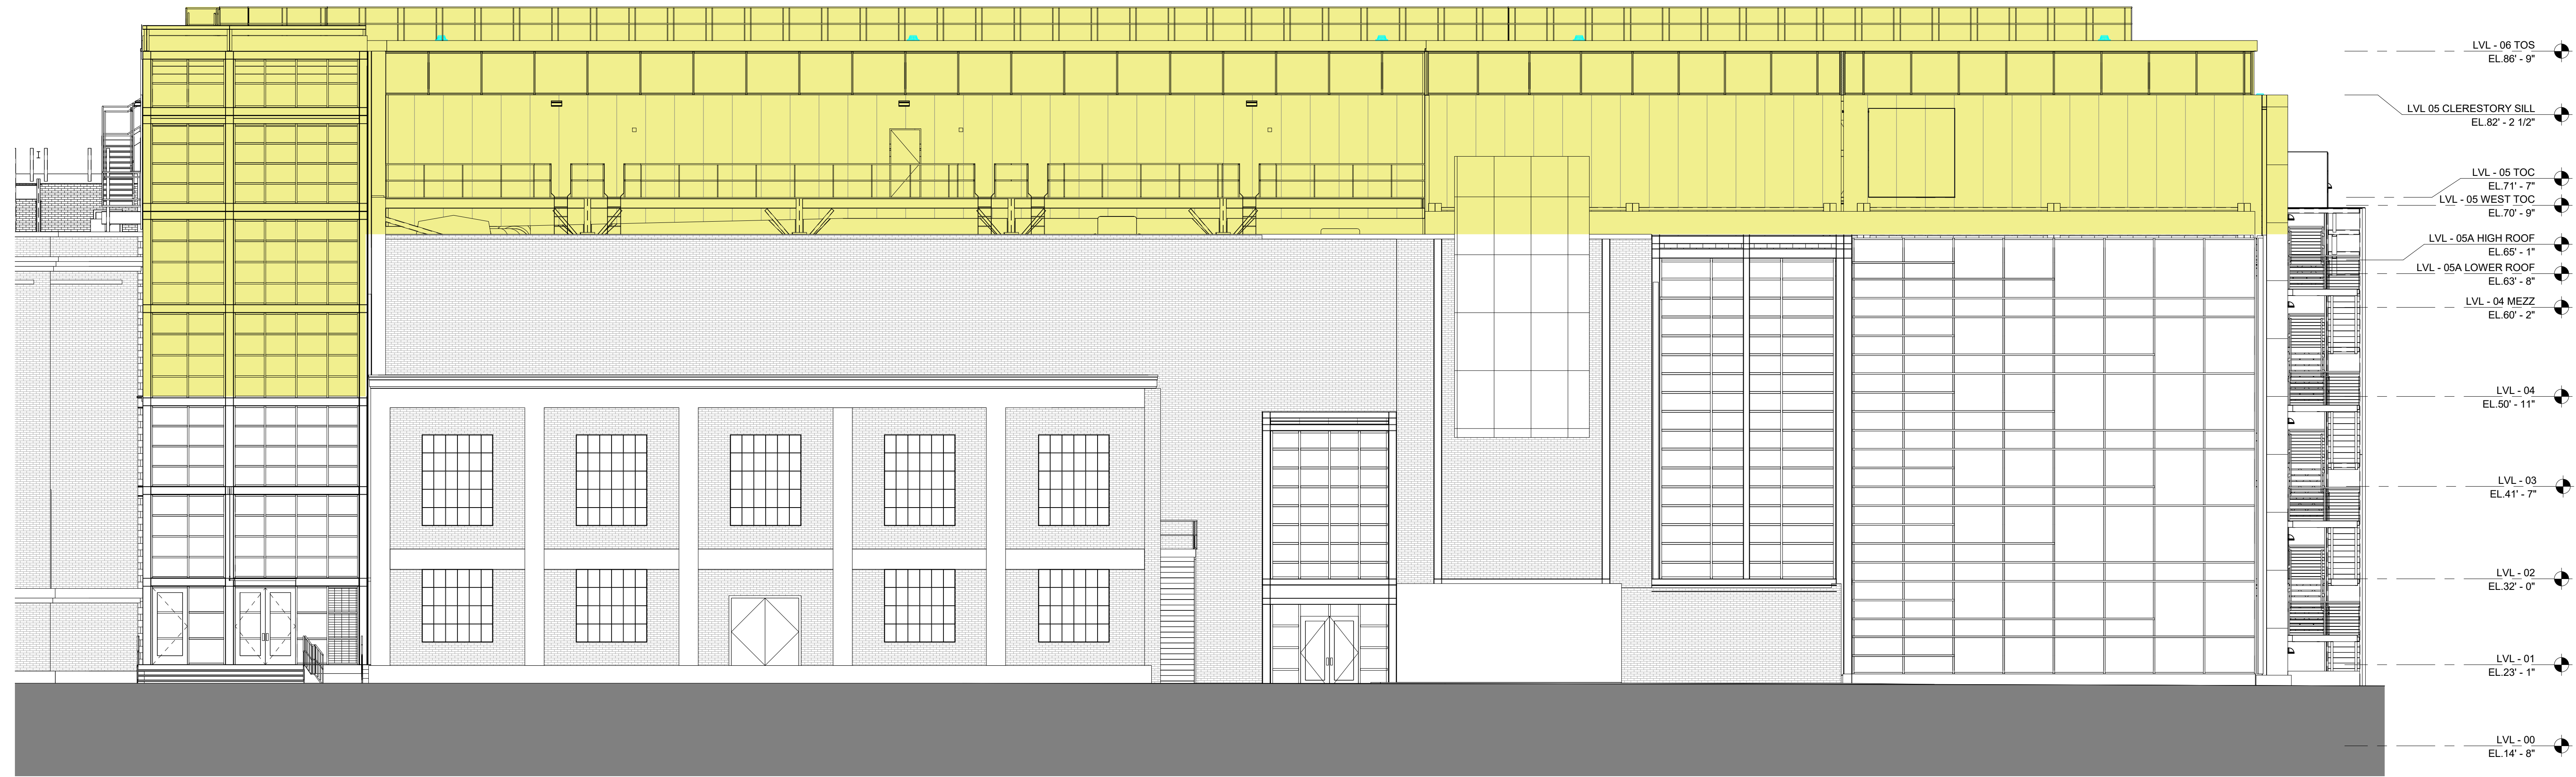 LVL - 06 TOS
EL.86' - 9"
LVL 05 CLERESTORY SILL
EL.82' - 2 1/2"
LVL - 05 TOC
EL.71' - 7"
LVL - 05 WEST TOC
EL.70' - 9"
LVL - 05A HIGH ROOF
EL.65' - 1"
LVL - 05A LOWER ROOF
EL.63' - 8"
LVL - 04 MEZZ
EL.60' - 2"
LVL - 04
EL.50' - 11"
LVL - 03
EL.41' - 7"
LVL - 02
EL.32' - 0"
LVL - 01
EL.23' - 1"
LVL - 00
EL.14' - 8"